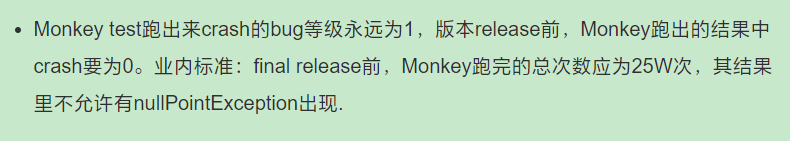 • Monkey test跑出来crash的bug等级永远为1，版本release前，Monkey跑出的结果中
crash要为0。业内标准：final release前，Monkey跑完的总次数应为25W次，其结果
里不允许有nullPointException出现.